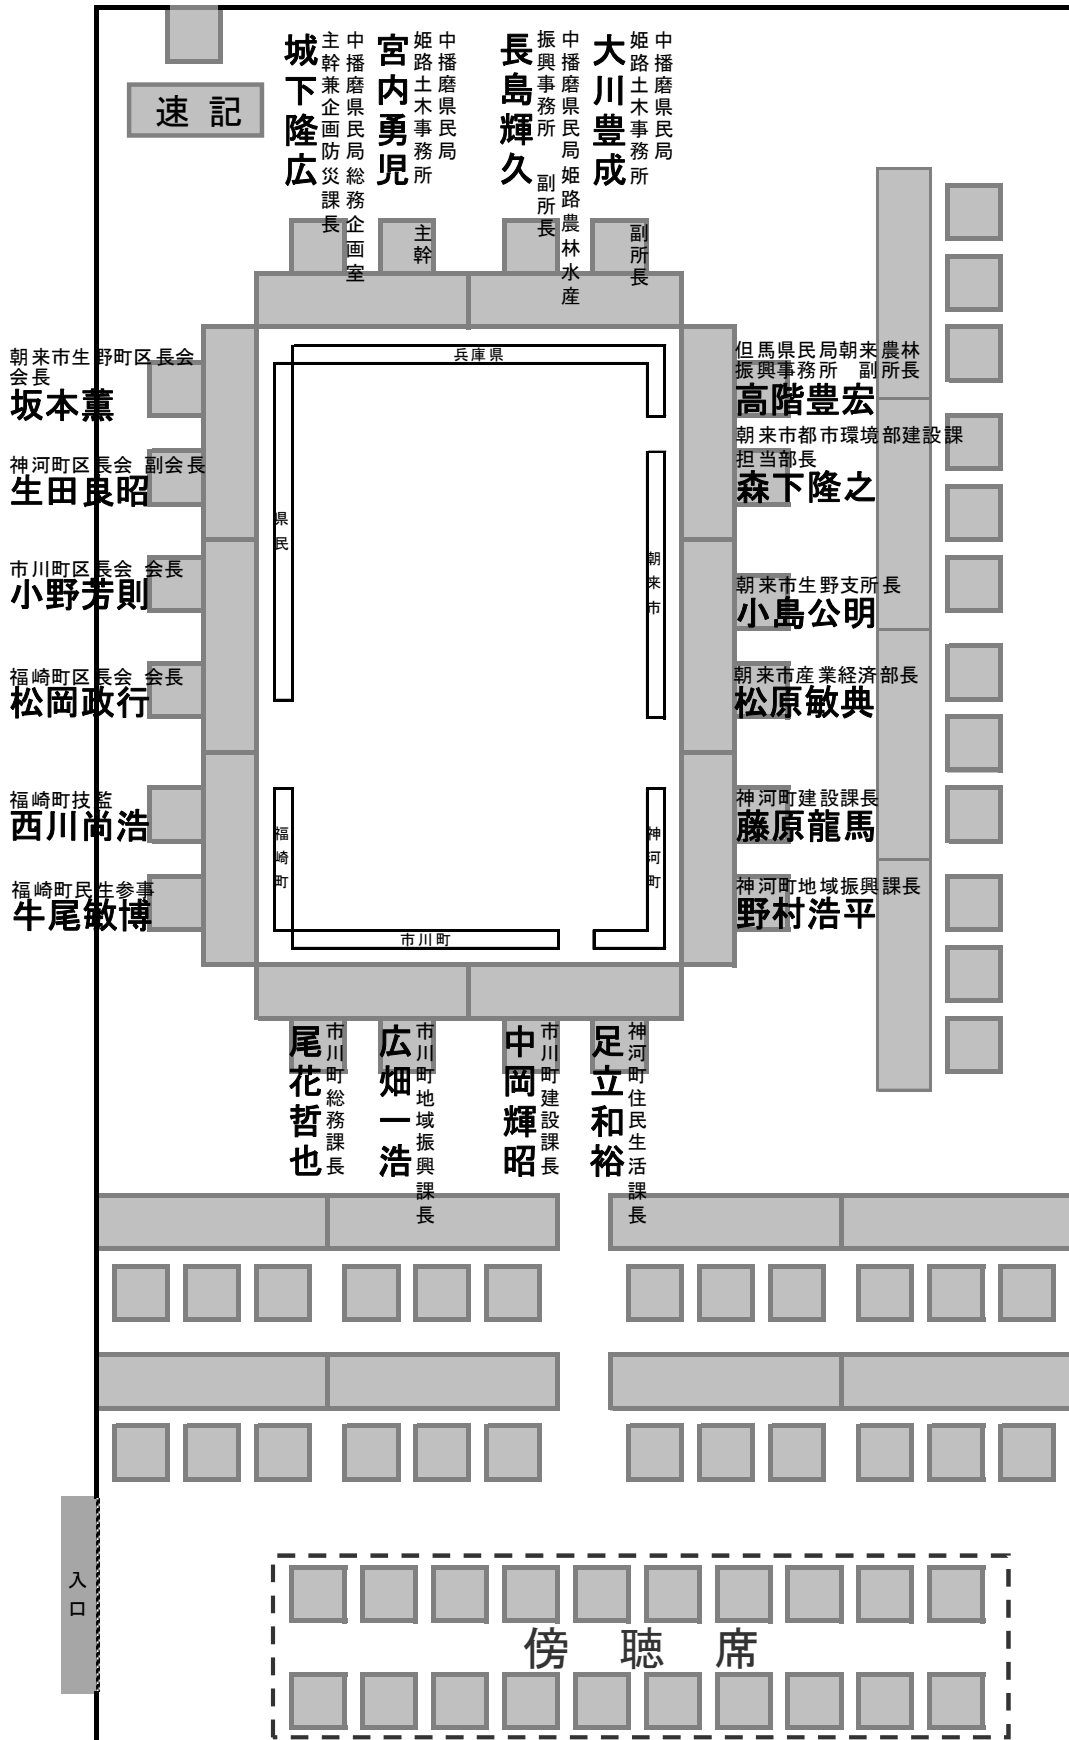 速記
中播磨県民局
姫路土木事務所　副所長
大川豊成
中播磨県民局 姫路農林水産
振興事務所　副所長
長島輝久
中播磨県民局
姫路土木事務所　主幹
宮内勇児
中播磨県民局 総務企画室
主幹兼企画防災課長
城下隆広
兵庫県
朝来市生野町区長会
会長
坂本薫
神河町区長会 副会長
生田良昭
市川町区長会 会長
小野芳則
福崎町区長会 会長
松岡政行
福崎町技監
西川尚浩
福崎町民生参事
牛尾敏博
県民
福崎町
朝来市
神河町
市川町
但馬県民局朝来農林
振興事務所　副所長
高階豊宏
朝来市都市環境部建設課
担当部長
森下隆之
朝来市生野支所長
小島公明
朝来市産業経済部長
松原敏典
神河町建設課長
藤原龍馬
神河町地域振興課長
野村浩平
神河町住民生活課長
足立和裕
市川町建設課長
中岡輝昭
市川町地域振興課長
広畑一浩
市川町総務課長
尾花哲也
入口
傍聴席